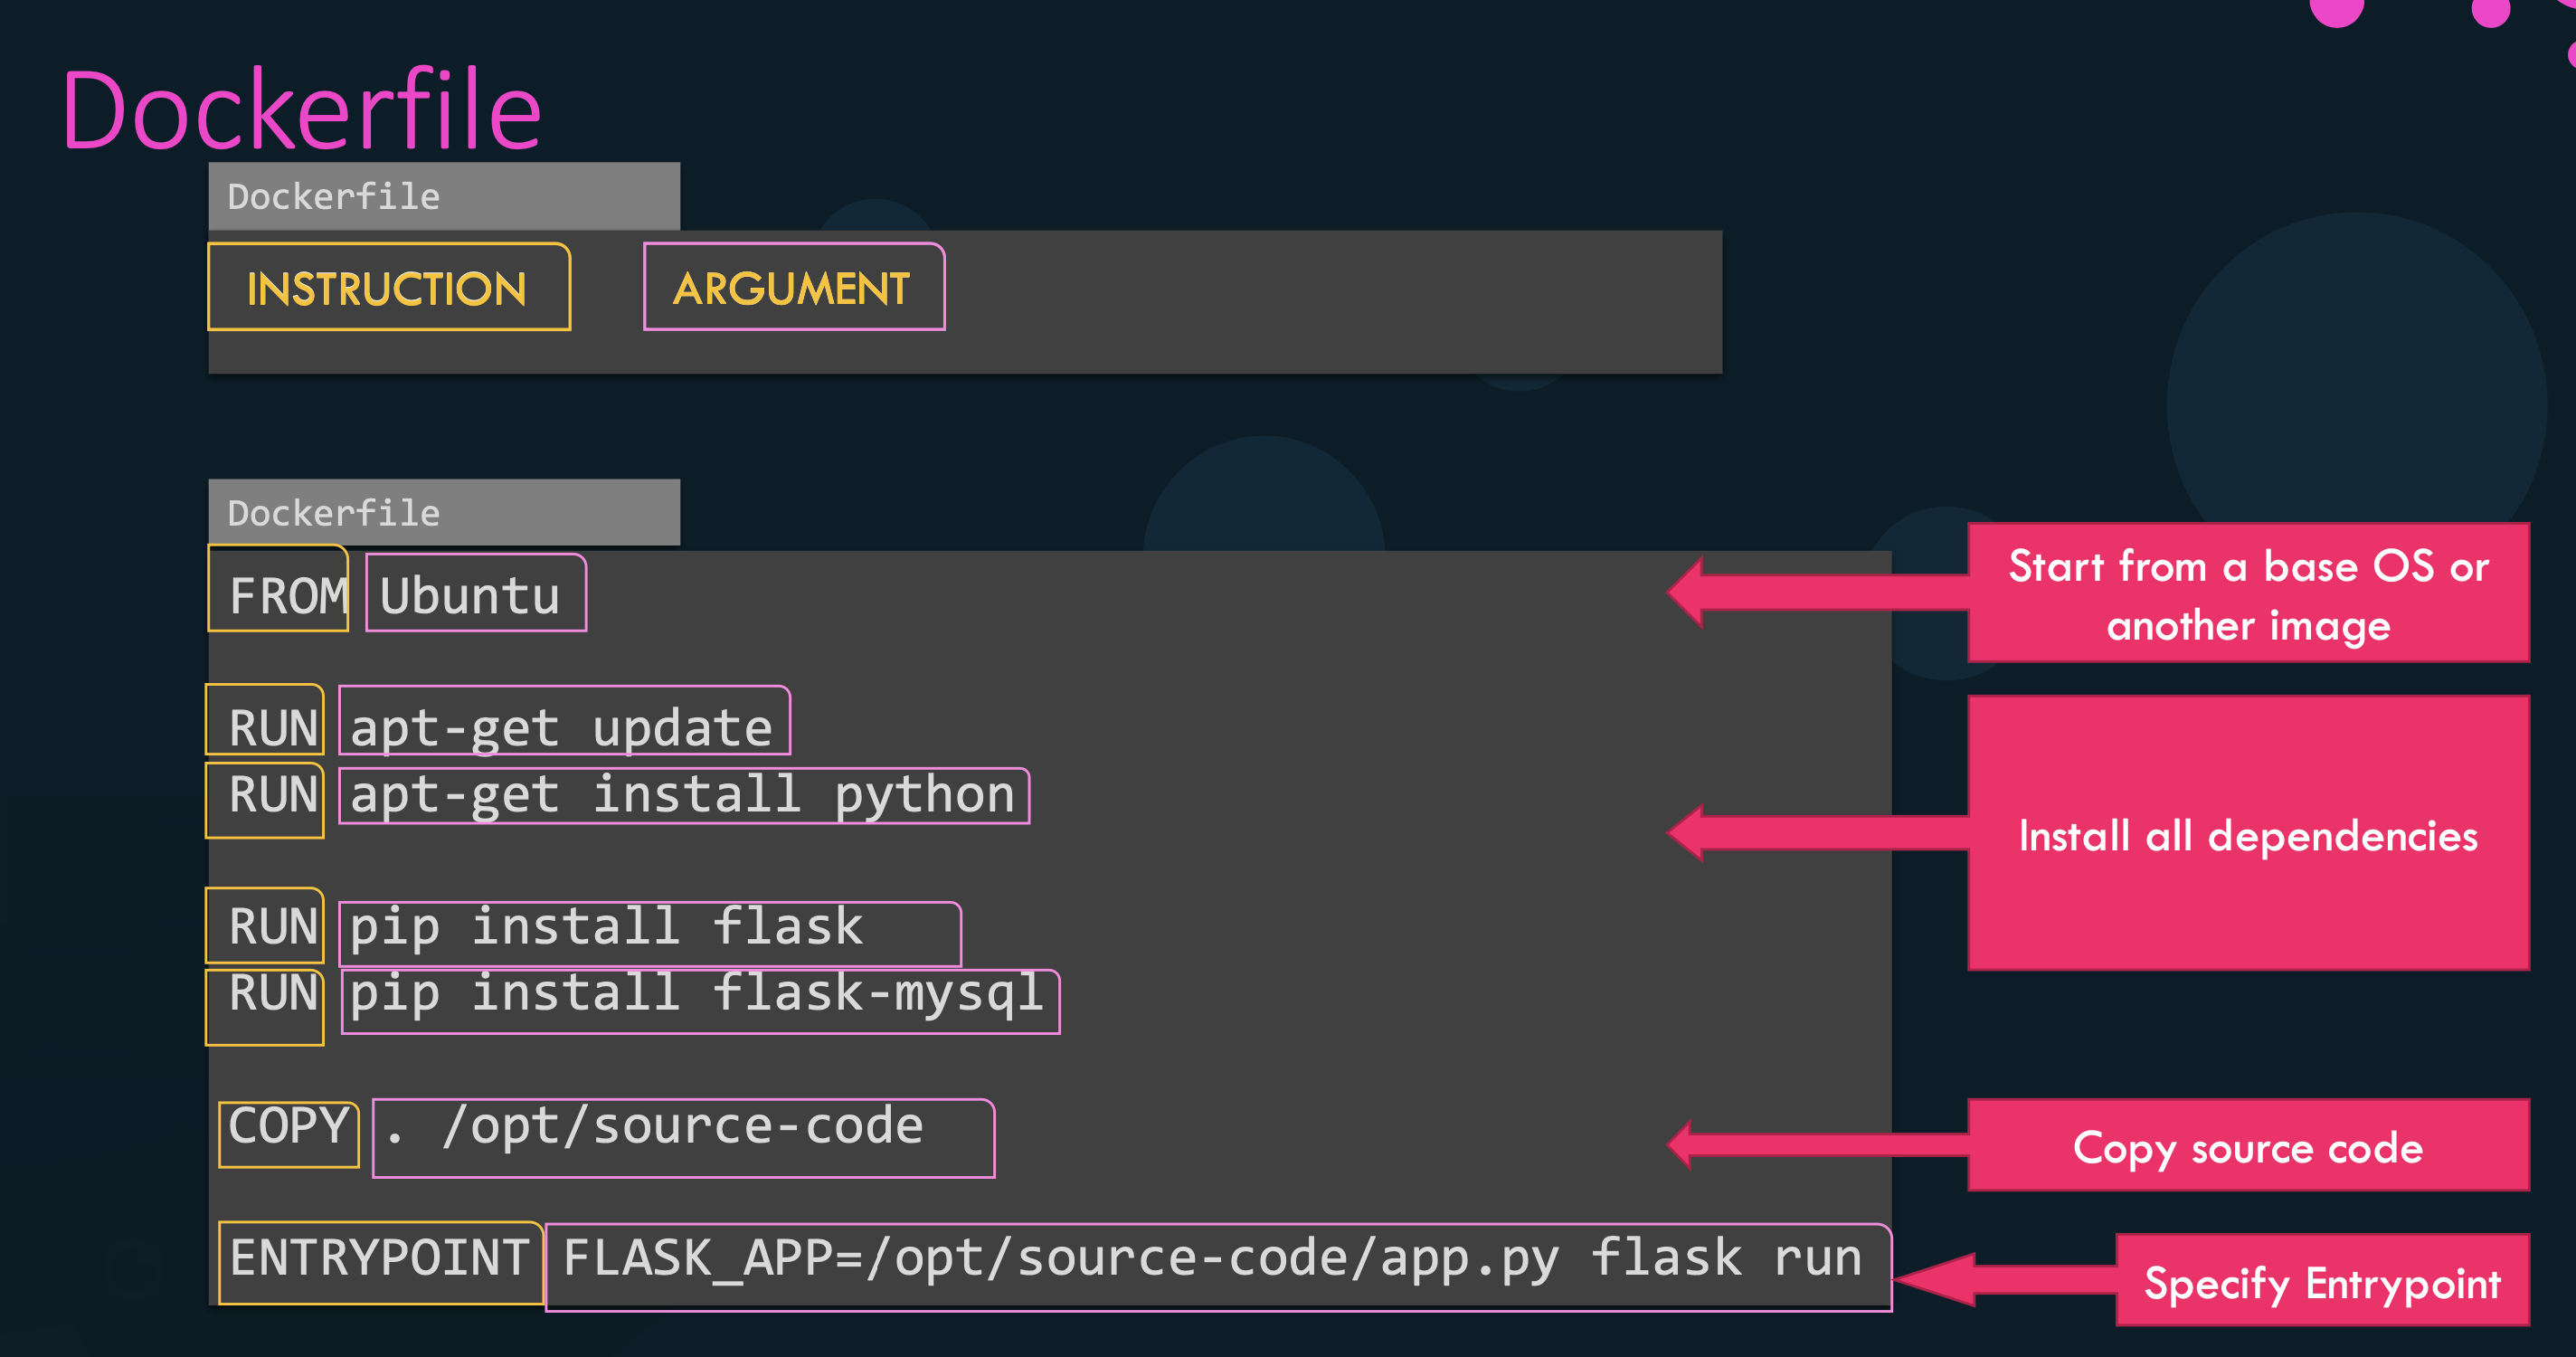 Dockerfile
Dockerfile
INSTRUCTION ARGUMENT
Dockerfile
FROM Ubuntu
Start from a base OS or
another image
RUN apt-get update
RUN apt-get install python
Install all dependencies
RUN pip install flask
RUN pip install flask-mysql
COPY . /opt/source-code
Copy source code
ENTRYPOINT FLASK_APP=/opt/source-code/app.py flask run
Specify Entrypoint